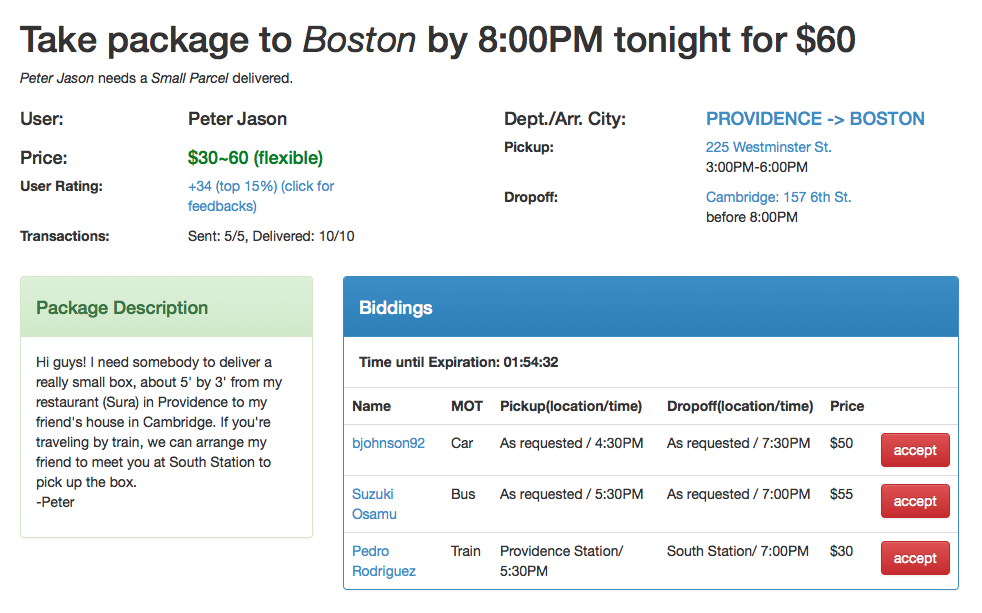 Take package to Boston by 8:00PM tonight for $60
Peter Jason needs a Small Parcel delivered.
User: Peter Jason
Price: $30~60 (flexible)
User Rating: +34 (top 15%) (click for
feedbacks)
Transactions: Sent: 5/5, Delivered: 10/10
Dept./Arr. City: PROVIDENCE -> BOSTON
Pickup: 225 Westminster St.
3:00PM-6:00PM
Dropoff: Cambridge: 157 6th St.
before 8:00PM
Package Description
Hi guys! I need somebody to deliver a
really small box, about 5' by 3' from my
restaurant (Sura) in Providence to my
friend's house in Cambridge. If you're
traveling by train, we can arrange my
friend to meet you at South Station to
pick up the box.
-Peter
Biddings
Time until Expiration: 01:54:32
Name MOT Pickup(location/time) Dropoff(location/time) Price
bjohnson92 Car As requested / 4:30PM As requested / 7:30PM $50 accept
Suzuki Bus As requested / 5:30PM As requested / 7:00PM $55 accept
Osamu
Pedro Train Providence Station/ South Station/ 7:00PM $30 accept
Rodriguez 5:30PM